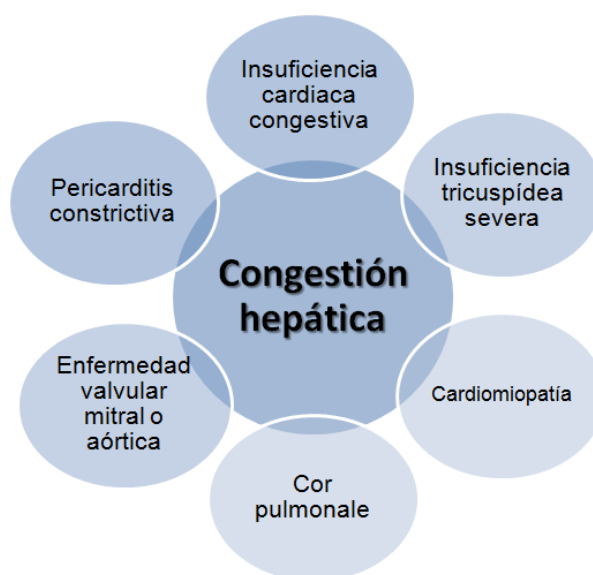 Insuficiencia
cardiaca
congestiva
Insuficiencia
tricuspídea
severa
Cardiomiopatía
Cor
pulmonale
Enfermedad
valvular
mitral o
aórtica
Pericarditis
constrictiva
Congestión
hepática